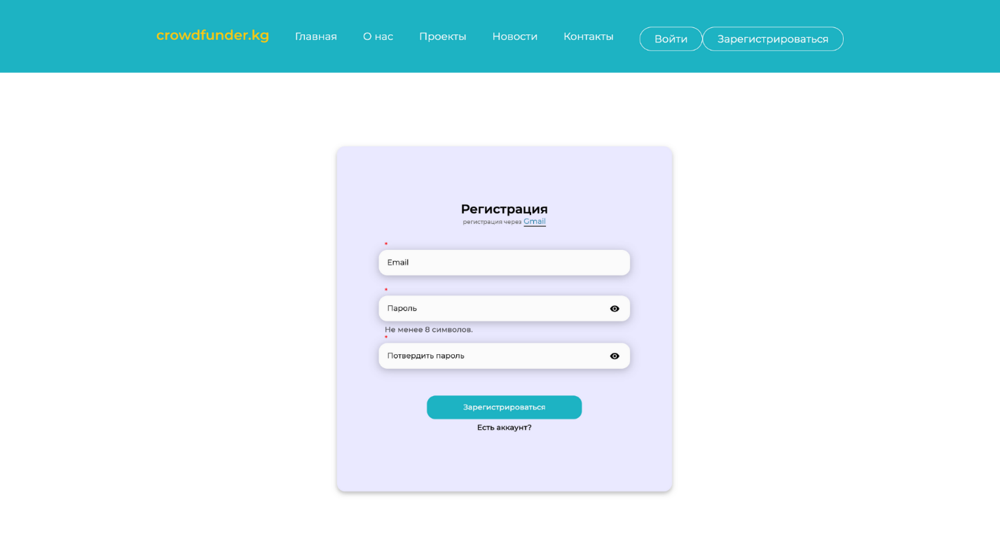 crowdfunder.kg Главная О нас Проекты Новости Контакты Войти Зарегистрироваться
Регистрация
регистрация через Gmail
*
Email
*
Пароль
Не менее 8 символов.
*
Потвердить пароль
Зарегистрироваться
Есть аккаунт?